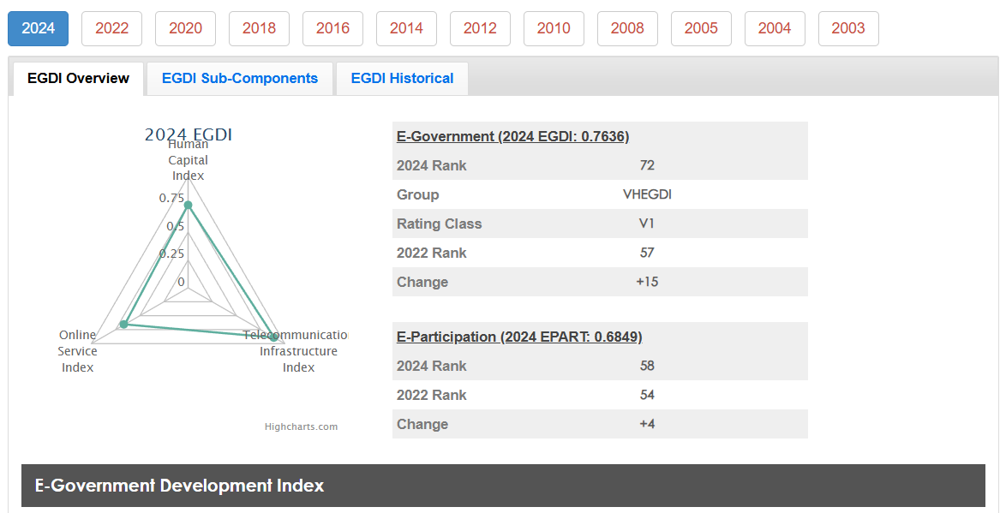 2024 2022 2020 2018 2016 2014 2012 2010 2008 2005 2004 2003
EGDI Overview EGDI Sub-Components EGDI Historical
2024 EGDI
Human
Capital
Index
0.75
0.5
0.25
0
Online
Service
Index
Telecommunication
Infrastructure
Index
Highcharts.com
E-Government (2024 EGDI: 0.7636)
2024 Rank 72
Group VHEGDI
Rating Class V1
2022 Rank 57
Change +15
E-Participation (2024 EPART: 0.6849)
2024 Rank 58
2022 Rank 54
Change +4
E-Government Development Index